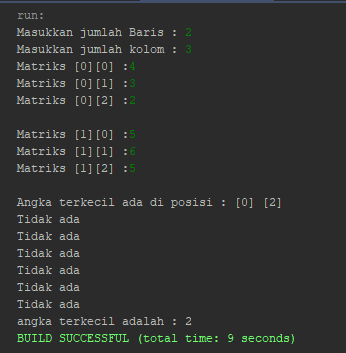 run:
Masukkan jumlah Baris : 2
Masukkan jumlah kolom : 3
Matriks [0][0] :4
Matriks [0][1] :3
Matriks [0][2] :2
Matriks [1][0] :5
Matriks [1][1] :6
Matriks [1][2] :5
Angka terkecil ada di posisi : [0] [2]
Tidak ada
Tidak ada
Tidak ada
Tidak ada
Tidak ada
Tidak ada
angka terkecil adalah : 2
BUILD SUCCESSFUL (total time: 9 seconds)